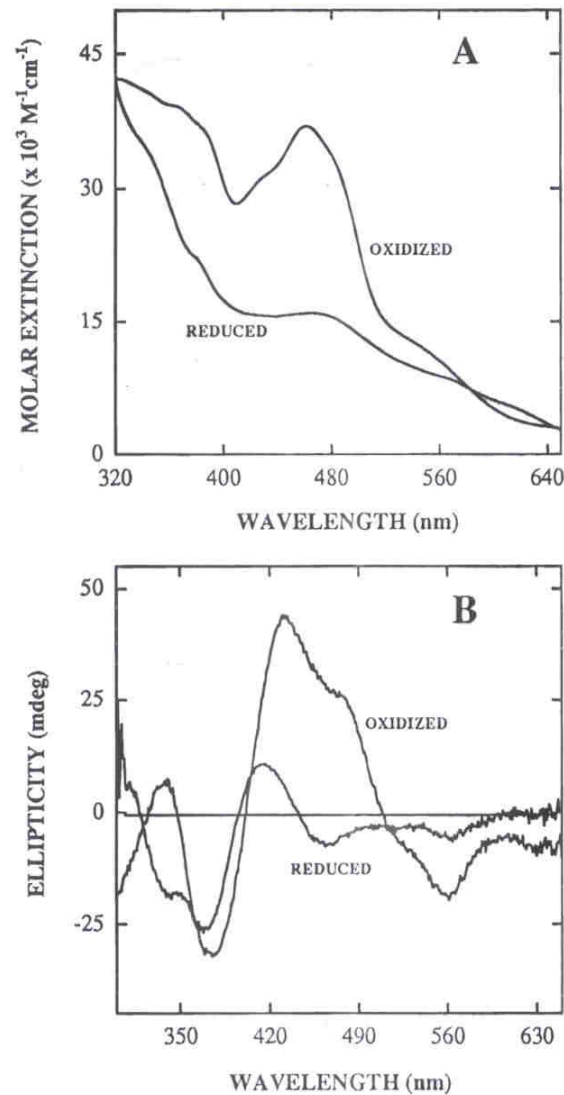 A
MOLAR EXTINCTION (x 10³ M⁻¹cm⁻¹)
45
30
15
0
OXIDIZED
REDUCED
320 400 480 560 640
WAVELENGTH (nm)
B
ELLIPTICITY (mdeg)
50
25
0
-25
OXIDIZED
REDUCED
350 420 490 560 630
WAVELENGTH (nm)